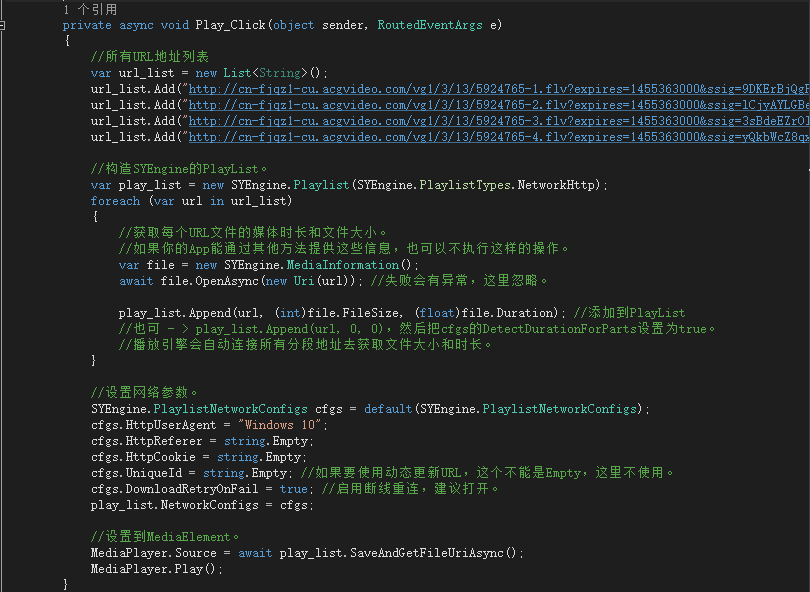 1 个引用
private async void Play_Click(object sender, RoutedEventArgs e)
{
//所有URL地址列表
var url_list = new List<String>();
url_list.Add("http://cn-fjqz1-cu.acgvideo.com/vg1/3/13/5924765-1.flv?expires=1455363000&ssig=9DKErBjQgF
url_list.Add("http://cn-fjqz1-cu.acgvideo.com/vg1/3/13/5924765-2.flv?expires=1455363000&ssig=lCjyAYLGBe
url_list.Add("http://cn-fjqz1-cu.acgvideo.com/vg1/3/13/5924765-3.flv?expires=1455363000&ssig=3sBdeEZrOI
url_list.Add("http://cn-fjqz1-cu.acgvideo.com/vg1/3/13/5924765-4.flv?expires=1455363000&ssig=yQkbWcZ8qx
//构造SYEngine的PlayList。
var play_list = new SYEngine.Playlist(SYEngine.PlaylistTypes.NetworkHttp);
foreach (var url in url_list)
{
//获取每个URL文件的媒体时长和文件大小。
//如果你的App能通过其他方法提供这些信息，也可以不执行这样的操作。
var file = new SYEngine.MediaInformation();
await file.OpenAsync(new Uri(url)); //失败会有异常，这里忽略。
play_list.Append(url, (int)file.FileSize, (float)file.Duration); //添加到PlayList
//也可 -> play_list.Append(url, 0, 0)，然后把cfgs的DetectDurationForParts设置为true。
//播放引擎会自动连接所有分段地址去获取文件大小和时长。
}
//设置网络参数。
SYEngine.PlaylistNetworkConfigs cfgs = default(SYEngine.PlaylistNetworkConfigs);
cfgs.HttpUserAgent = "Windows 10";
cfgs.HttpReferer = string.Empty;
cfgs.HttpCookie = string.Empty;
cfgs.UniqueId = string.Empty; //如果要使用动态更新URL，这个不能是Empty，这里不使用。
cfgs.DownloadRetryOnFail = true; //启用断线重连，建议打开。
play_list.NetworkConfigs = cfgs;
//设置到MediaElement。
MediaPlayer.Source = await play_list.SaveAndGetFileUriAsync();
MediaPlayer.Play();
}